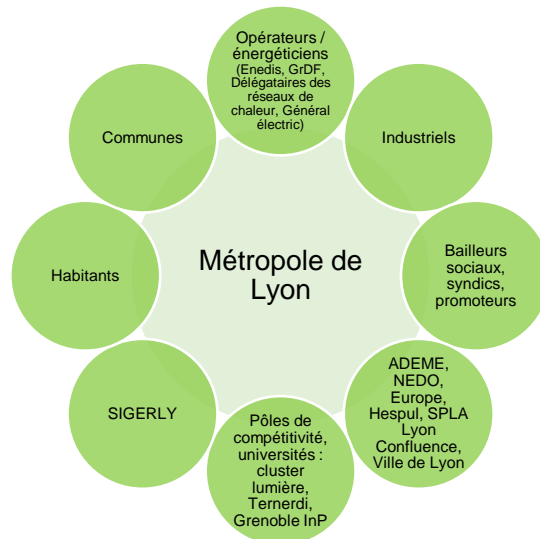 Opérateurs /
énergéticiens
(Enedis, GrDF,
Délégataires des
réseaux de
chaleur, Général
électric)
Industriels
Bailleurs
sociaux,
syndics,
promoteurs
ADEME,
NEDO,
Europe,
Hespul, SPLA
Lyon
Confluence,
Ville de Lyon
Pôles de
compétitivité,
universités :
cluster
lumière,
Ternerdi,
Grenoble InP
SIGERLY
Habitants
Communes
Métropole de
Lyon